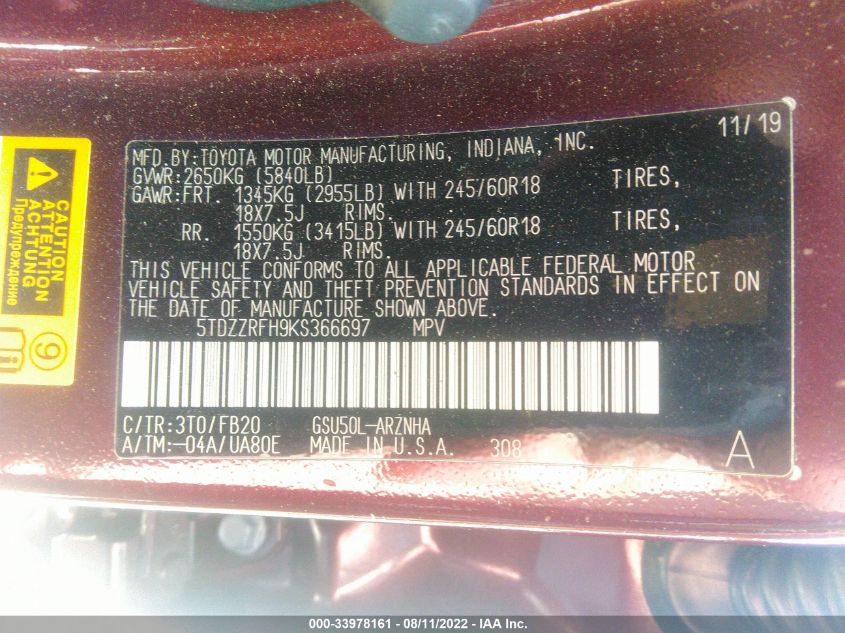 11/19
MFD.BY:TOYOTA MOTOR MANUFACTURING, INDIANA, INC.
GVWR:2650KG (5840LB)
GAWR:FRT. 1345KG (2955LB) WITH 245/60R18 TIRES,
18X7.5J RIMS.
RR. 1550KG (3415LB) WITH 245/60R18 TIRES,
18X7.5J RIMS.
THIS VEHICLE CONFORMS TO ALL APPLICABLE FEDERAL MOTOR
VEHICLE SAFETY AND THEFT PREVENTION STANDARDS IN EFFECT ON
THE DATE OF MANUFACTURE SHOWN ABOVE.
5TDZZRFH9KS366697 MPV
C/TR:3T0/FB20 GSU50L-ARZNHA
A/TM:-04A/UA80E MADE IN U.S.A. 308 A
CAUTION
ATTENTION
ACHTUNG
Предупреждение
9
000-33978161 - 08/11/2022 - IAA Inc.